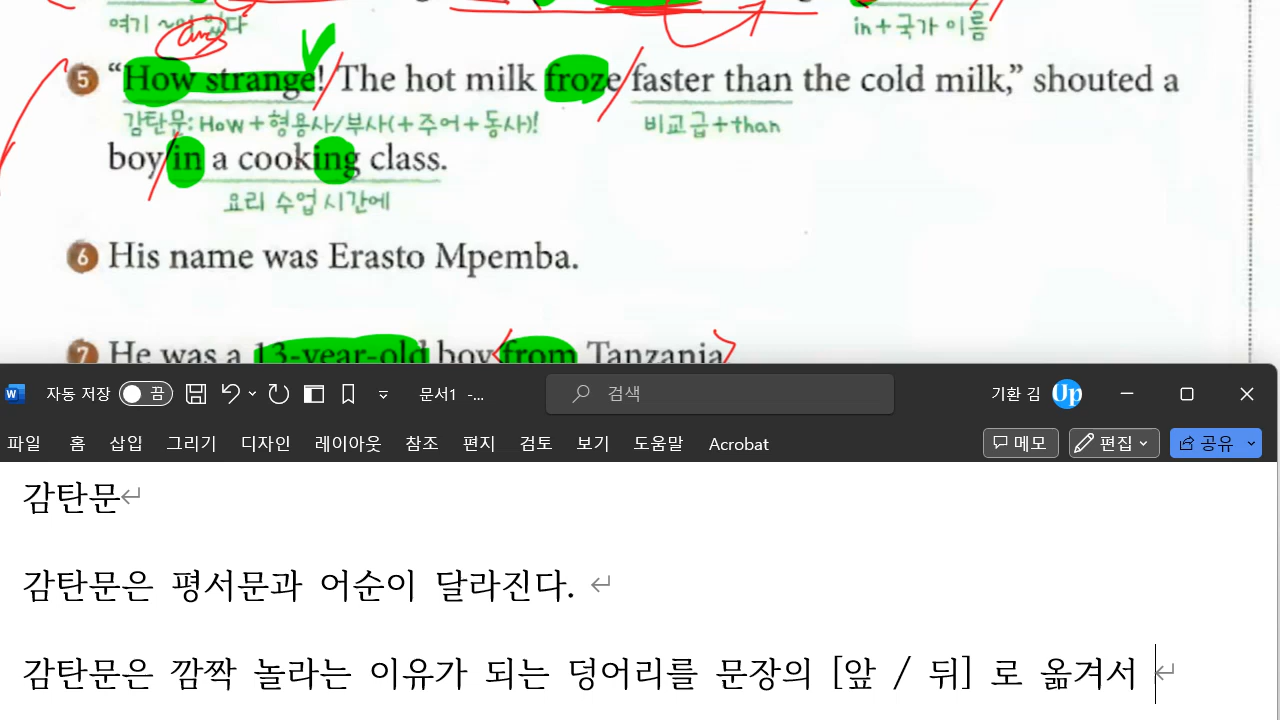 여기 ~이 있다
in + 국가 이름
5 “How strange! The hot milk froze faster than the cold milk,” shouted a
감탄문: How + 형용사/부사(+주어+동사)!
비교급+than
boy in a cooking class.
요리 수업 시간에
6 His name was Erasto Mpemba.
7 He was a 13-year-old boy from Tanzania
자동 저장 끔 문서1 -... 검색 기환 김 Up
파일 홈 삽입 그리기 디자인 레이아웃 참조 편지 검토 보기 도움말 Acrobat 메모 편집 공유
감탄문
감탄문은 평서문과 어순이 달라진다.
감탄문은 깜짝 놀라는 이유가 되는 덩어리를 문장의 [앞 / 뒤] 로 옮겨서